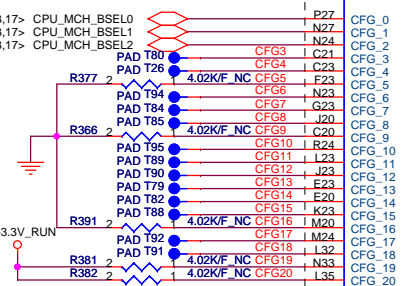 3,17> CPU_MCH_BSEL0 P27 CFG_0
3,17> CPU_MCH_BSEL1 N27 CFG_1
3,17> CPU_MCH_BSEL2 N24 CFG_2
PAD T80 CFG3 C21 CFG_3
PAD T26 CFG4 C23 CFG_4
R377 2 1 4.02K/F_NC CFG5 F23 CFG_5
PAD T94 CFG6 N23 CFG_6
PAD T84 CFG7 G23 CFG_7
PAD T85 CFG8 J20 CFG_8
R366 2 1 4.02K/F_NC CFG9 C20 CFG_9
PAD T95 CFG10 R24 CFG_10
PAD T89 CFG11 L23 CFG_11
PAD T90 CFG12 J23 CFG_12
PAD T79 CFG13 E23 CFG_13
PAD T82 CFG14 E20 CFG_14
PAD T88 CFG15 K23 CFG_15
R391 2 1 4.02K/F_NC CFG16 M20 CFG_16
PAD T92 CFG17 M24 CFG_17
PAD T91 CFG18 L32 CFG_18
-3.3V_RUN
R381 2 1 4.02K/F_NC CFG19 N33 CFG_19
R382 2 1 4.02K/F_NC CFG20 L35 CFG_20